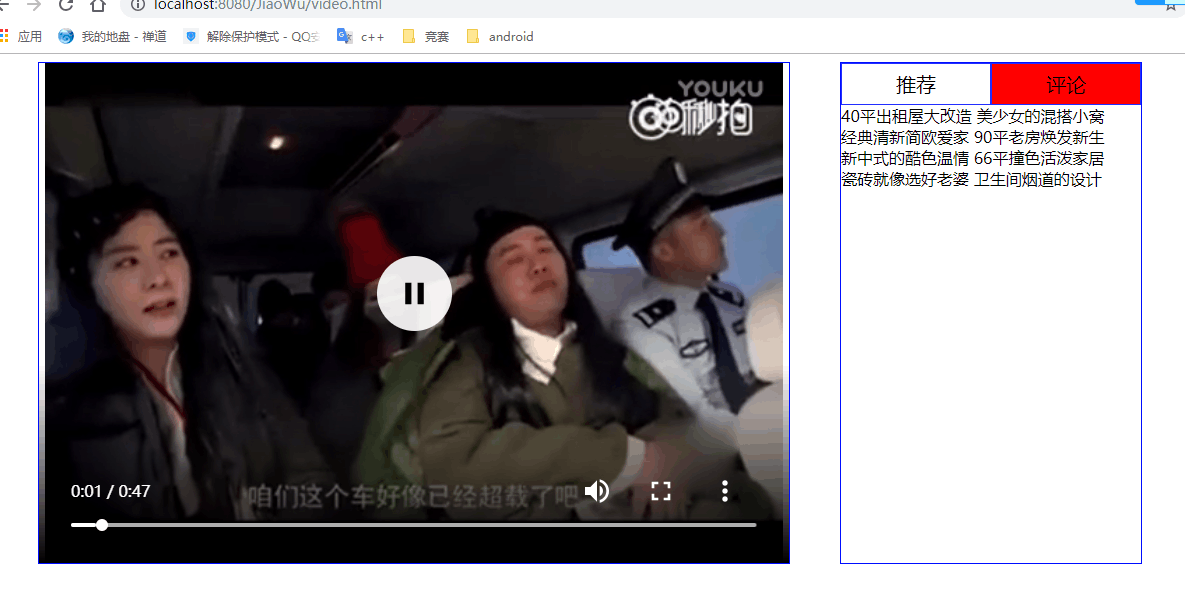 localhost:8080/JiaoWu/video.html
应用 我的地盘 - 禅道 解除保护模式 - QQ安 c++ 竞赛 android
YOUKU
秒拍
0:01 / 0:47
咱们这个车好像已经超载了吧
推荐 评论
40平出租屋大改造 美少女的混搭小窝
经典清新简欧爱家 90平老房焕发新生
新中式的酷色温情 66平撞色活泼家居
瓷砖就像选好老婆 卫生间烟道的设计